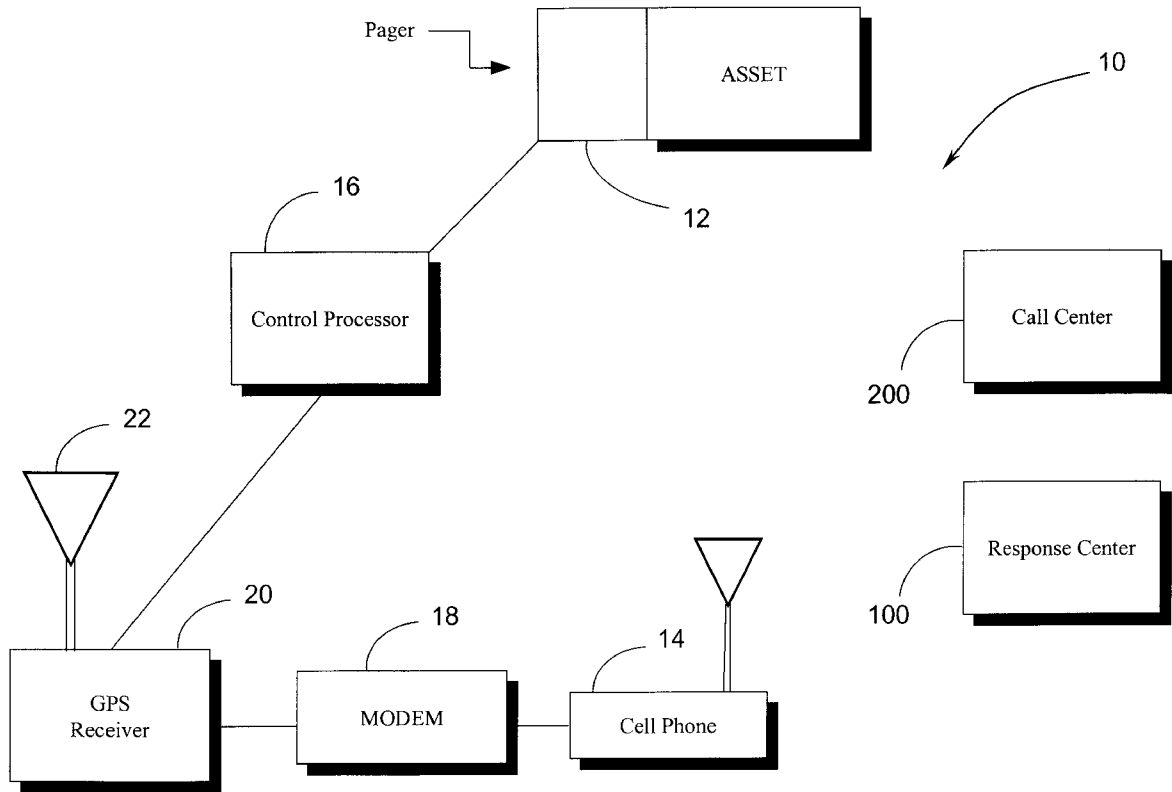 Pager
ASSET
10
12
16
Control Processor
Call Center
200
22
Response Center
100
20
18
14
GPS
Receiver
MODEM
Cell Phone